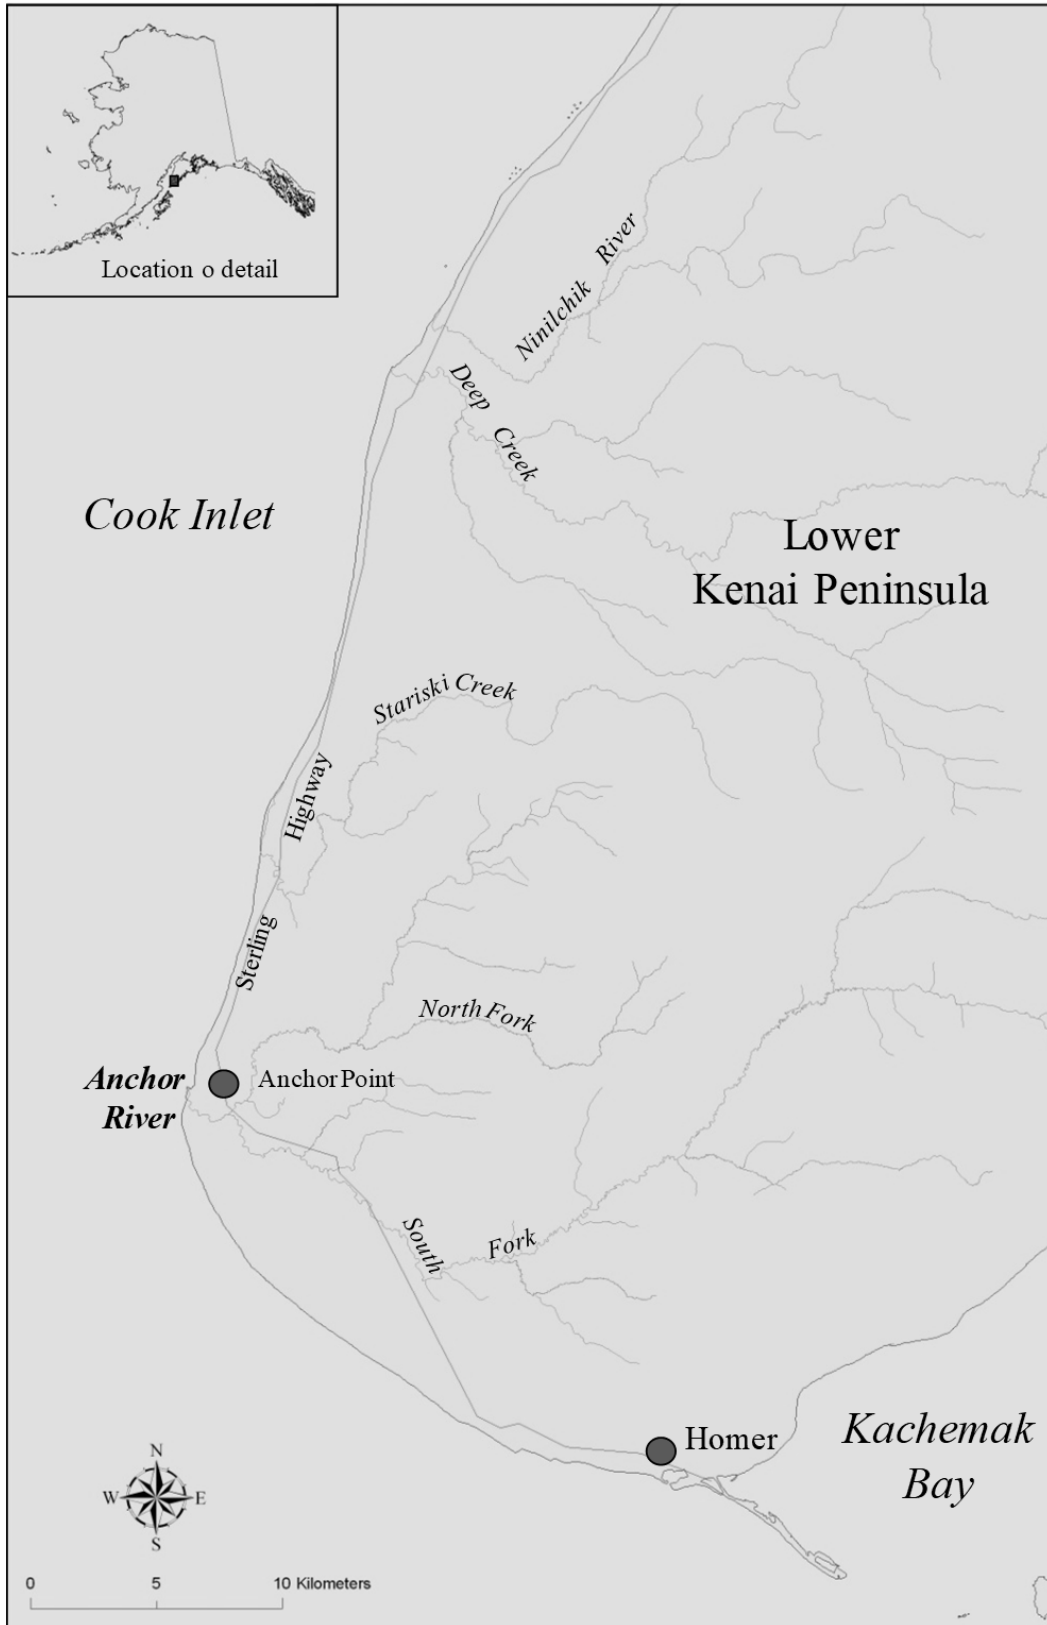 Location o detail
Ninilchik River
Deep Creek
Cook Inlet
Lower
Kenai Peninsula
Stariski Creek
Sterling Highway
North Fork
Anchor
River
Anchor Point
South Fork
Homer
Kachemak
Bay
N
W E
S
0 5 10 Kilometers